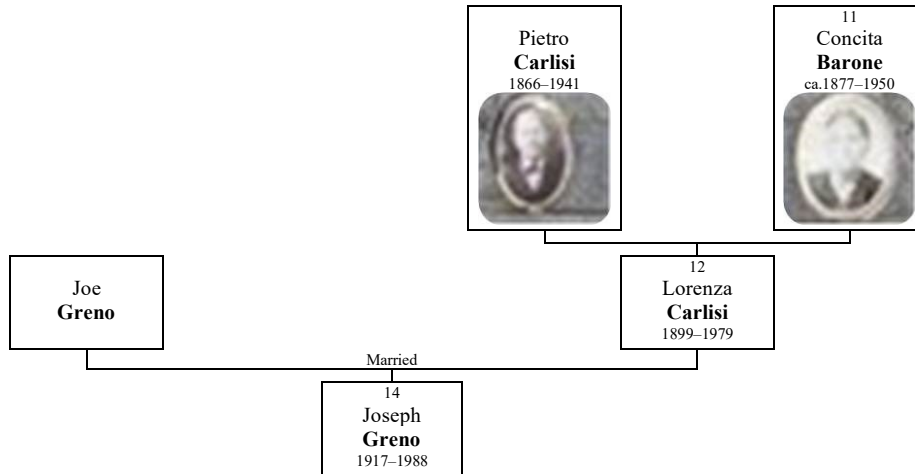 Pietro
Carlisi
1866–1941
11
Concita
Barone
ca.1877–1950
Joe
Greno
12
Lorenza
Carlisi
1899–1979
Married
14
Joseph
Greno
1917–1988